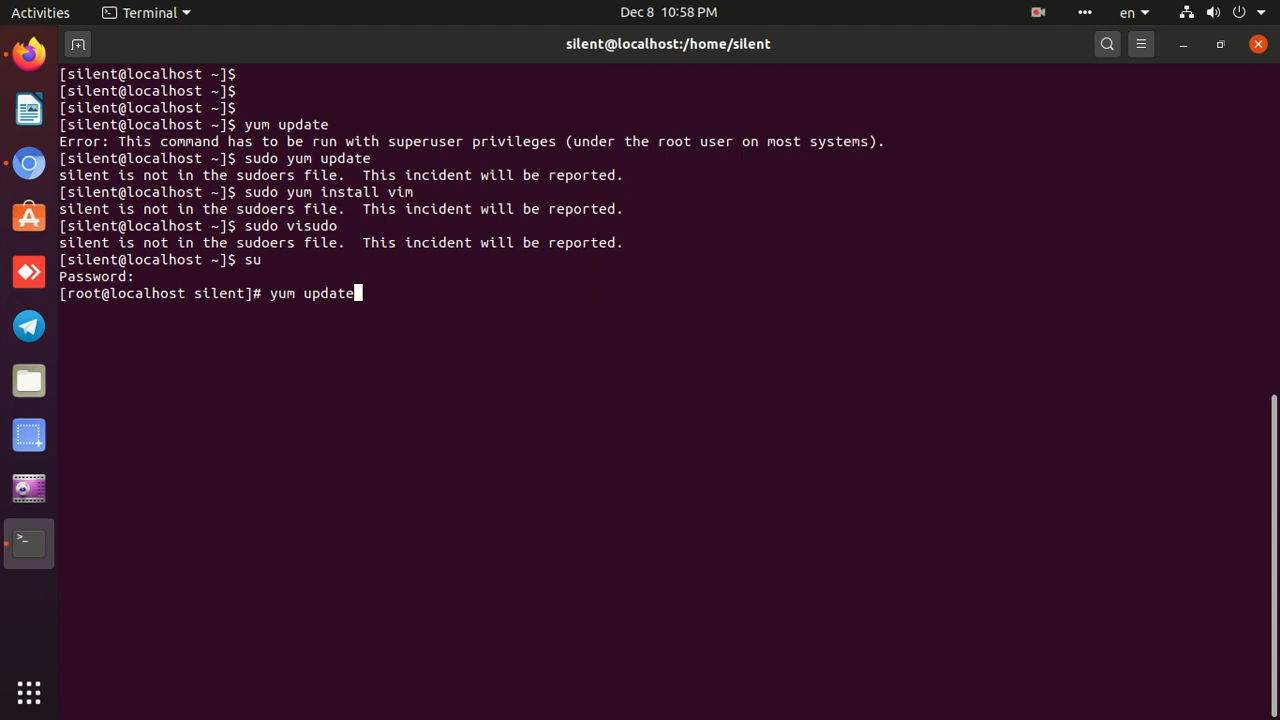 Activities
Terminal
Dec 8  10:58 PM
en
silent@localhost:/home/silent
[silent@localhost ~]$
[silent@localhost ~]$
[silent@localhost ~]$
[silent@localhost ~]$ yum update
Error: This command has to be run with superuser privileges (under the root user on most systems).
[silent@localhost ~]$ sudo yum update
silent is not in the sudoers file.  This incident will be reported.
[silent@localhost ~]$ sudo yum install vim
silent is not in the sudoers file.  This incident will be reported.
[silent@localhost ~]$ sudo visudo
silent is not in the sudoers file.  This incident will be reported.
[silent@localhost ~]$ su
Password:
[root@localhost silent]# yum update